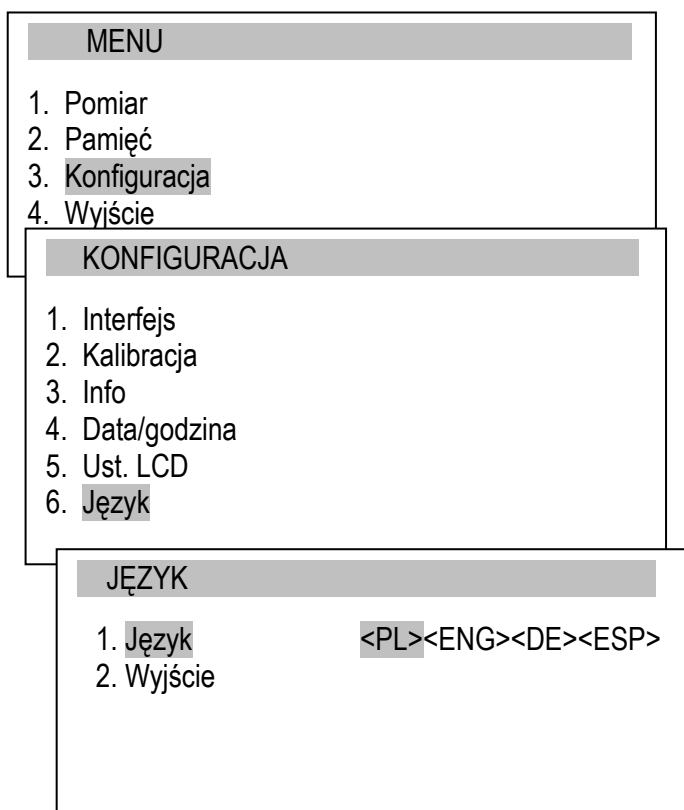 MENU
1. Pomiar
2. Pamięć
3. Konfiguracja
4. Wyjście
KONFIGURACJA
1. Interfejs
2. Kalibracja
3. Info
4. Data/godzina
5. Ust. LCD
6. Język
JĘZYK
1. Język <PL><ENG><DE><ESP>
2. Wyjście